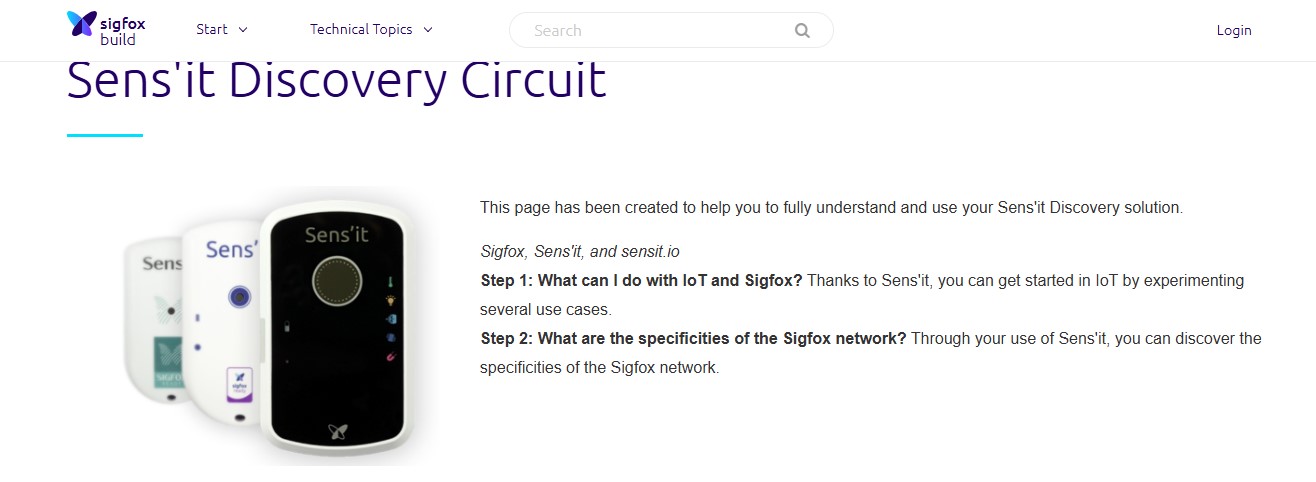 sigfox
build
Start
Technical Topics
Search
Login
Sens'it Discovery Circuit
Sens
Sens'
Sens'it
SIGFO
sigfox
This page has been created to help you to fully understand and use your Sens'it Discovery solution.
Sigfox, Sens'it, and sensit.io
Step 1: What can I do with IoT and Sigfox? Thanks to Sens'it, you can get started in IoT by experimenting
several use cases.
Step 2: What are the specificities of the Sigfox network? Through your use of Sens'it, you can discover the
specificities of the Sigfox network.